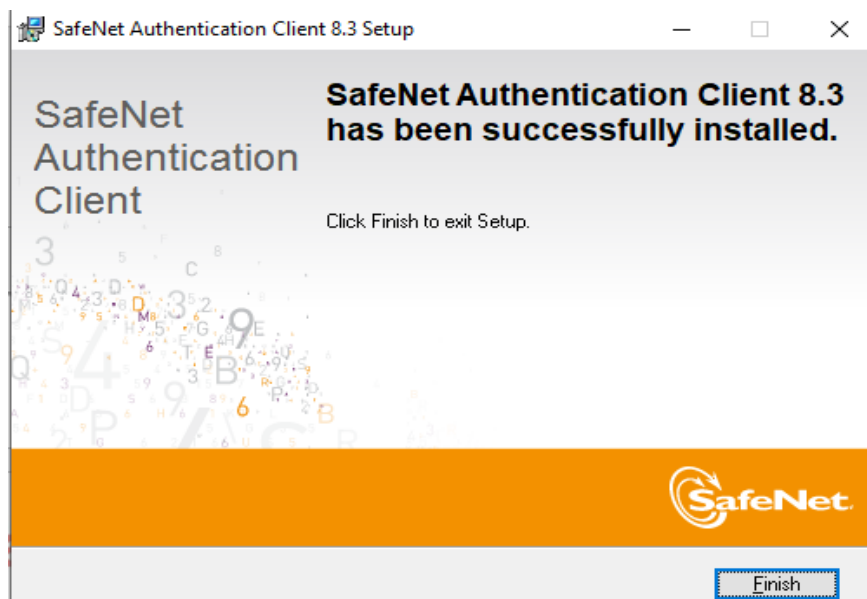 SafeNet Authentication Client 8.3 Setup
SafeNet
Authentication
Client
SafeNet Authentication Client 8.3
has been successfully installed.
Click Finish to exit Setup.
SafeNet.
Finish